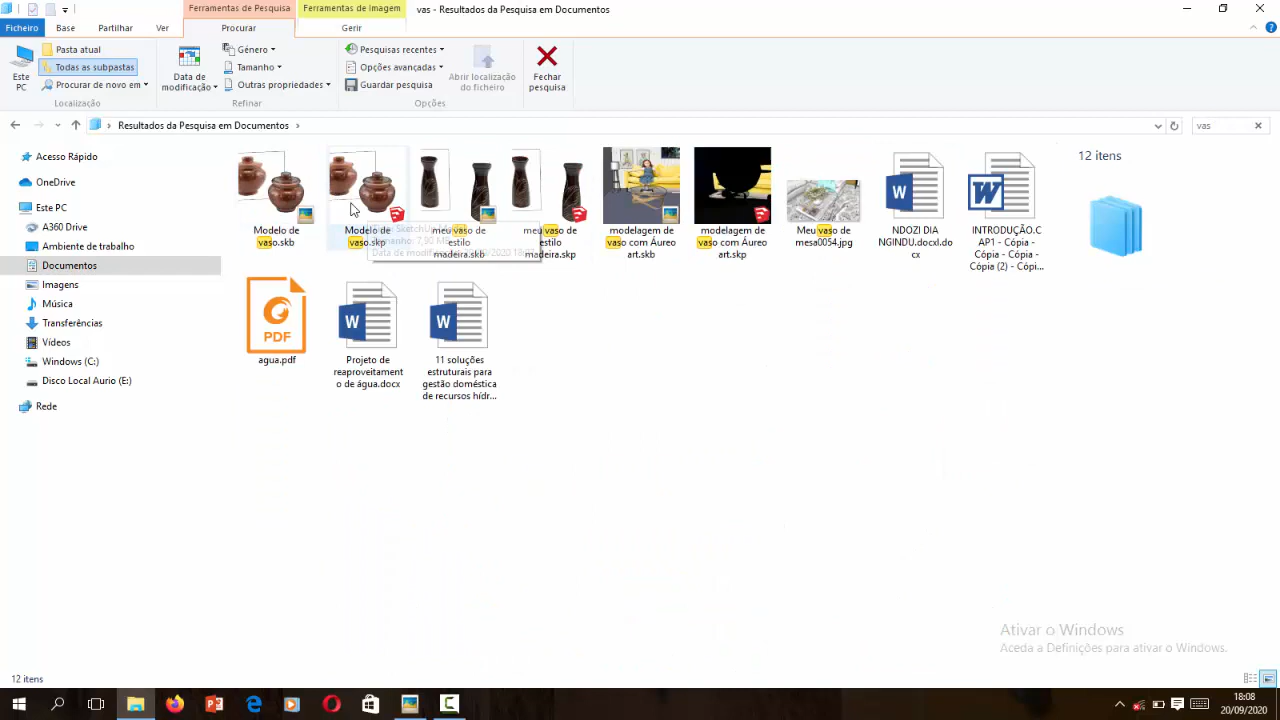 Ferramentas de Pesquisa
Ferramentas de Imagem
vas - Resultados da Pesquisa em Documentos
Ficheiro
Base
Partilhar
Ver
Procurar
Gerir
Este
PC
Pasta atual
Todas as subpastas
Procurar de novo em
Localização
Data de
modificação
Género
Tamanho
Outras propriedades
Refinar
Pesquisas recentes
Opções avançadas
Guardar pesquisa
Abrir localização
do ficheiro
Opções
Fechar
pesquisa
Resultados da Pesquisa em Documentos
vas
Acesso Rápido
OneDrive
Este PC
A360 Drive
Ambiente de trabalho
Documentos
Imagens
Música
Transferências
Vídeos
Windows (C:)
Disco Local Aurio (E:)
Rede
Modelo de
vaso.skb
Modelo de
vaso.skp
meu vaso de
estilo
madeira.skb
meu vaso de
estilo
madeira.skp
modelagem de
vaso com Áureo
art.skb
modelagem de
vaso com Áureo
art.skp
Meu vaso de
mesa0054.jpg
NDOZI DIA
NGINDU.docxl.do
cx
INTRODUÇÃO.C
AP1 - Cópia -
Cópia - Cópia -
Cópia (2) - Cópi...
12 itens
PDF
agua.pdf
Projeto de
reaproveitament
o de água.docx
11 soluções
estruturais para
gestão doméstica
de recursos hídr...
Ativar o Windows
Aceda a Definições para ativar o Windows.
12 itens
18:08
20/09/2020